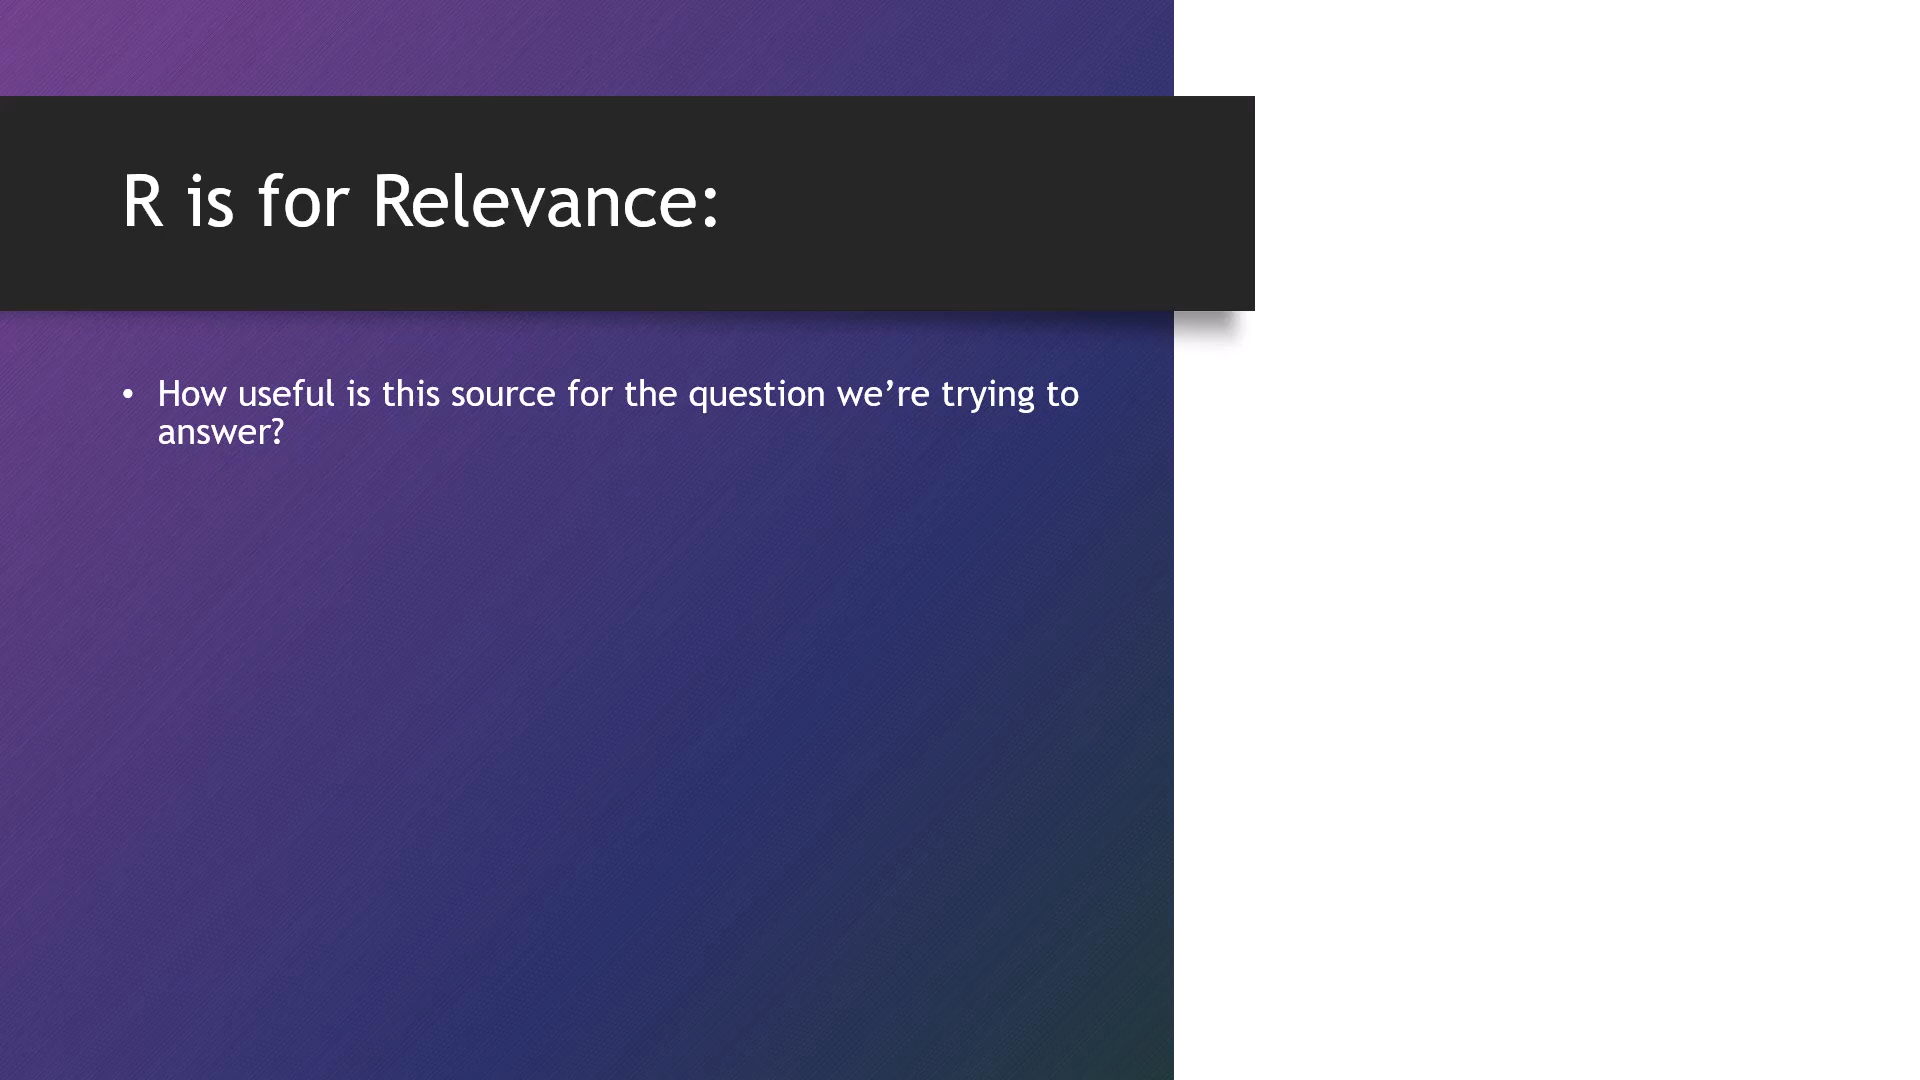 R is for Relevance:
• How useful is this source for the question we’re trying to
answer?